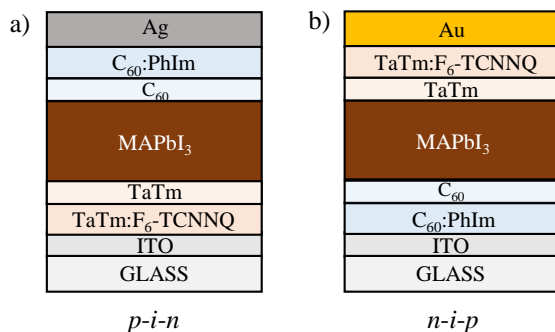 a)
Ag
C₆₀:PhIm
C₆₀
MAPbI₃
TaTm
TaTm:F₆-TCNNQ
ITO
GLASS
p-i-n
b)
Au
TaTm:F₆-TCNNQ
TaTm
MAPbI₃
C₆₀
C₆₀:PhIm
ITO
GLASS
n-i-p